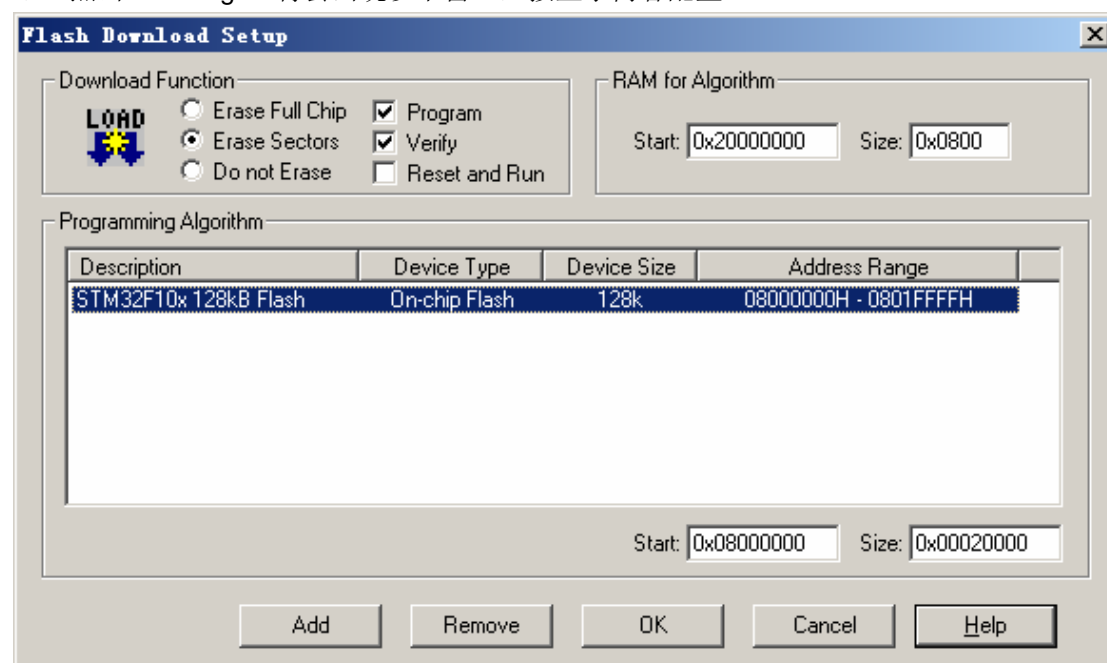 Flash Download Setup
Download Function
LOAD
Erase Full Chip
Program
Erase Sectors
Verify
Do not Erase
Reset and Run
RAM for Algorithm
Start: 0x20000000 Size: 0x0800
Programming Algorithm
Description Device Type Device Size Address Range
STM32F10x 128kB Flash On-chip Flash 128k 08000000H - 0801FFFFH
Start: 0x08000000 Size: 0x00020000
Add Remove OK Cancel Help